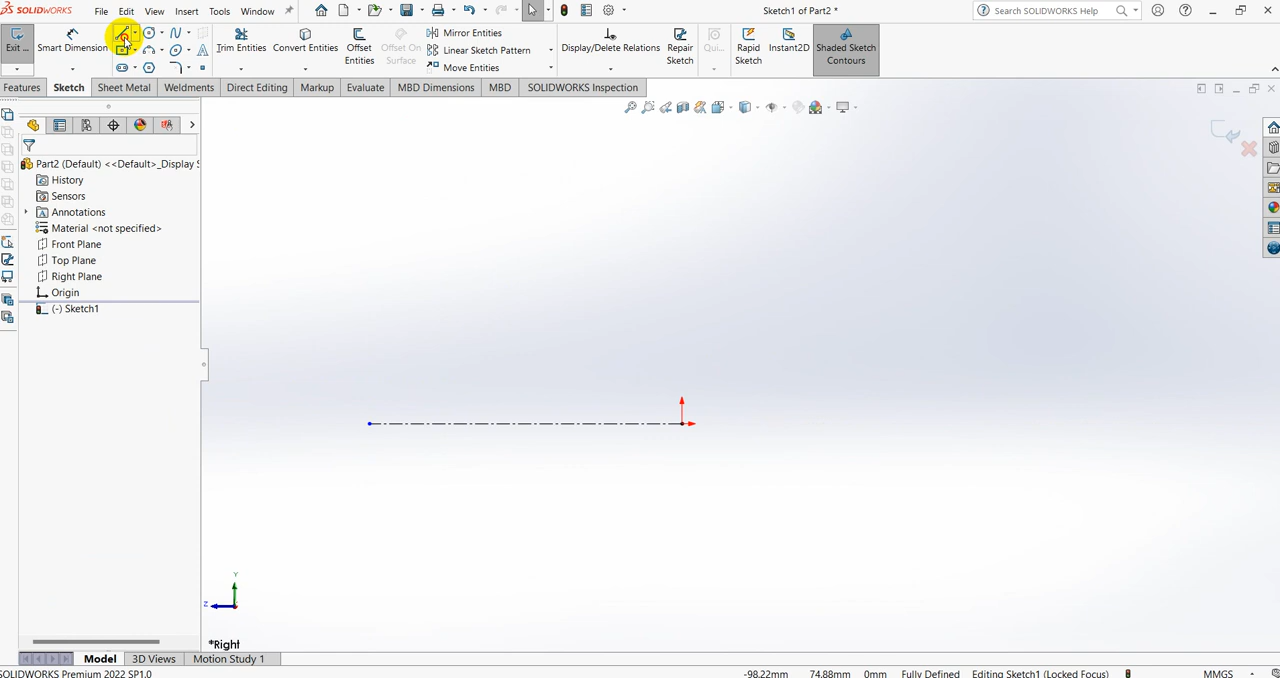 SOLIDWORKS File Edit View Insert Tools Window Sketch1 of Part2 * Search SOLIDWORKS Help
Exit ... Smart Dimension Trim Entities Convert Entities Offset Entities Offset On Surface Mirror Entities Linear Sketch Pattern Move Entities Display/Delete Relations Repair Sketch Qui... Rapid Sketch Instant2D Shaded Sketch Contours
Features Sketch Sheet Metal Weldments Direct Editing Markup Evaluate MBD Dimensions MBD SOLIDWORKS Inspection
Part2 (Default) <<Default>_Display S
History
Sensors
Annotations
Material <not specified>
Front Plane
Top Plane
Right Plane
Origin
(-) Sketch1
Y
Z
*Right
Model 3D Views Motion Study 1
SOLIDWORKS Premium 2022 SP1.0 -98.22mm 74.88mm 0mm Fully Defined Editing Sketch1 (Locked Focus) MMGS